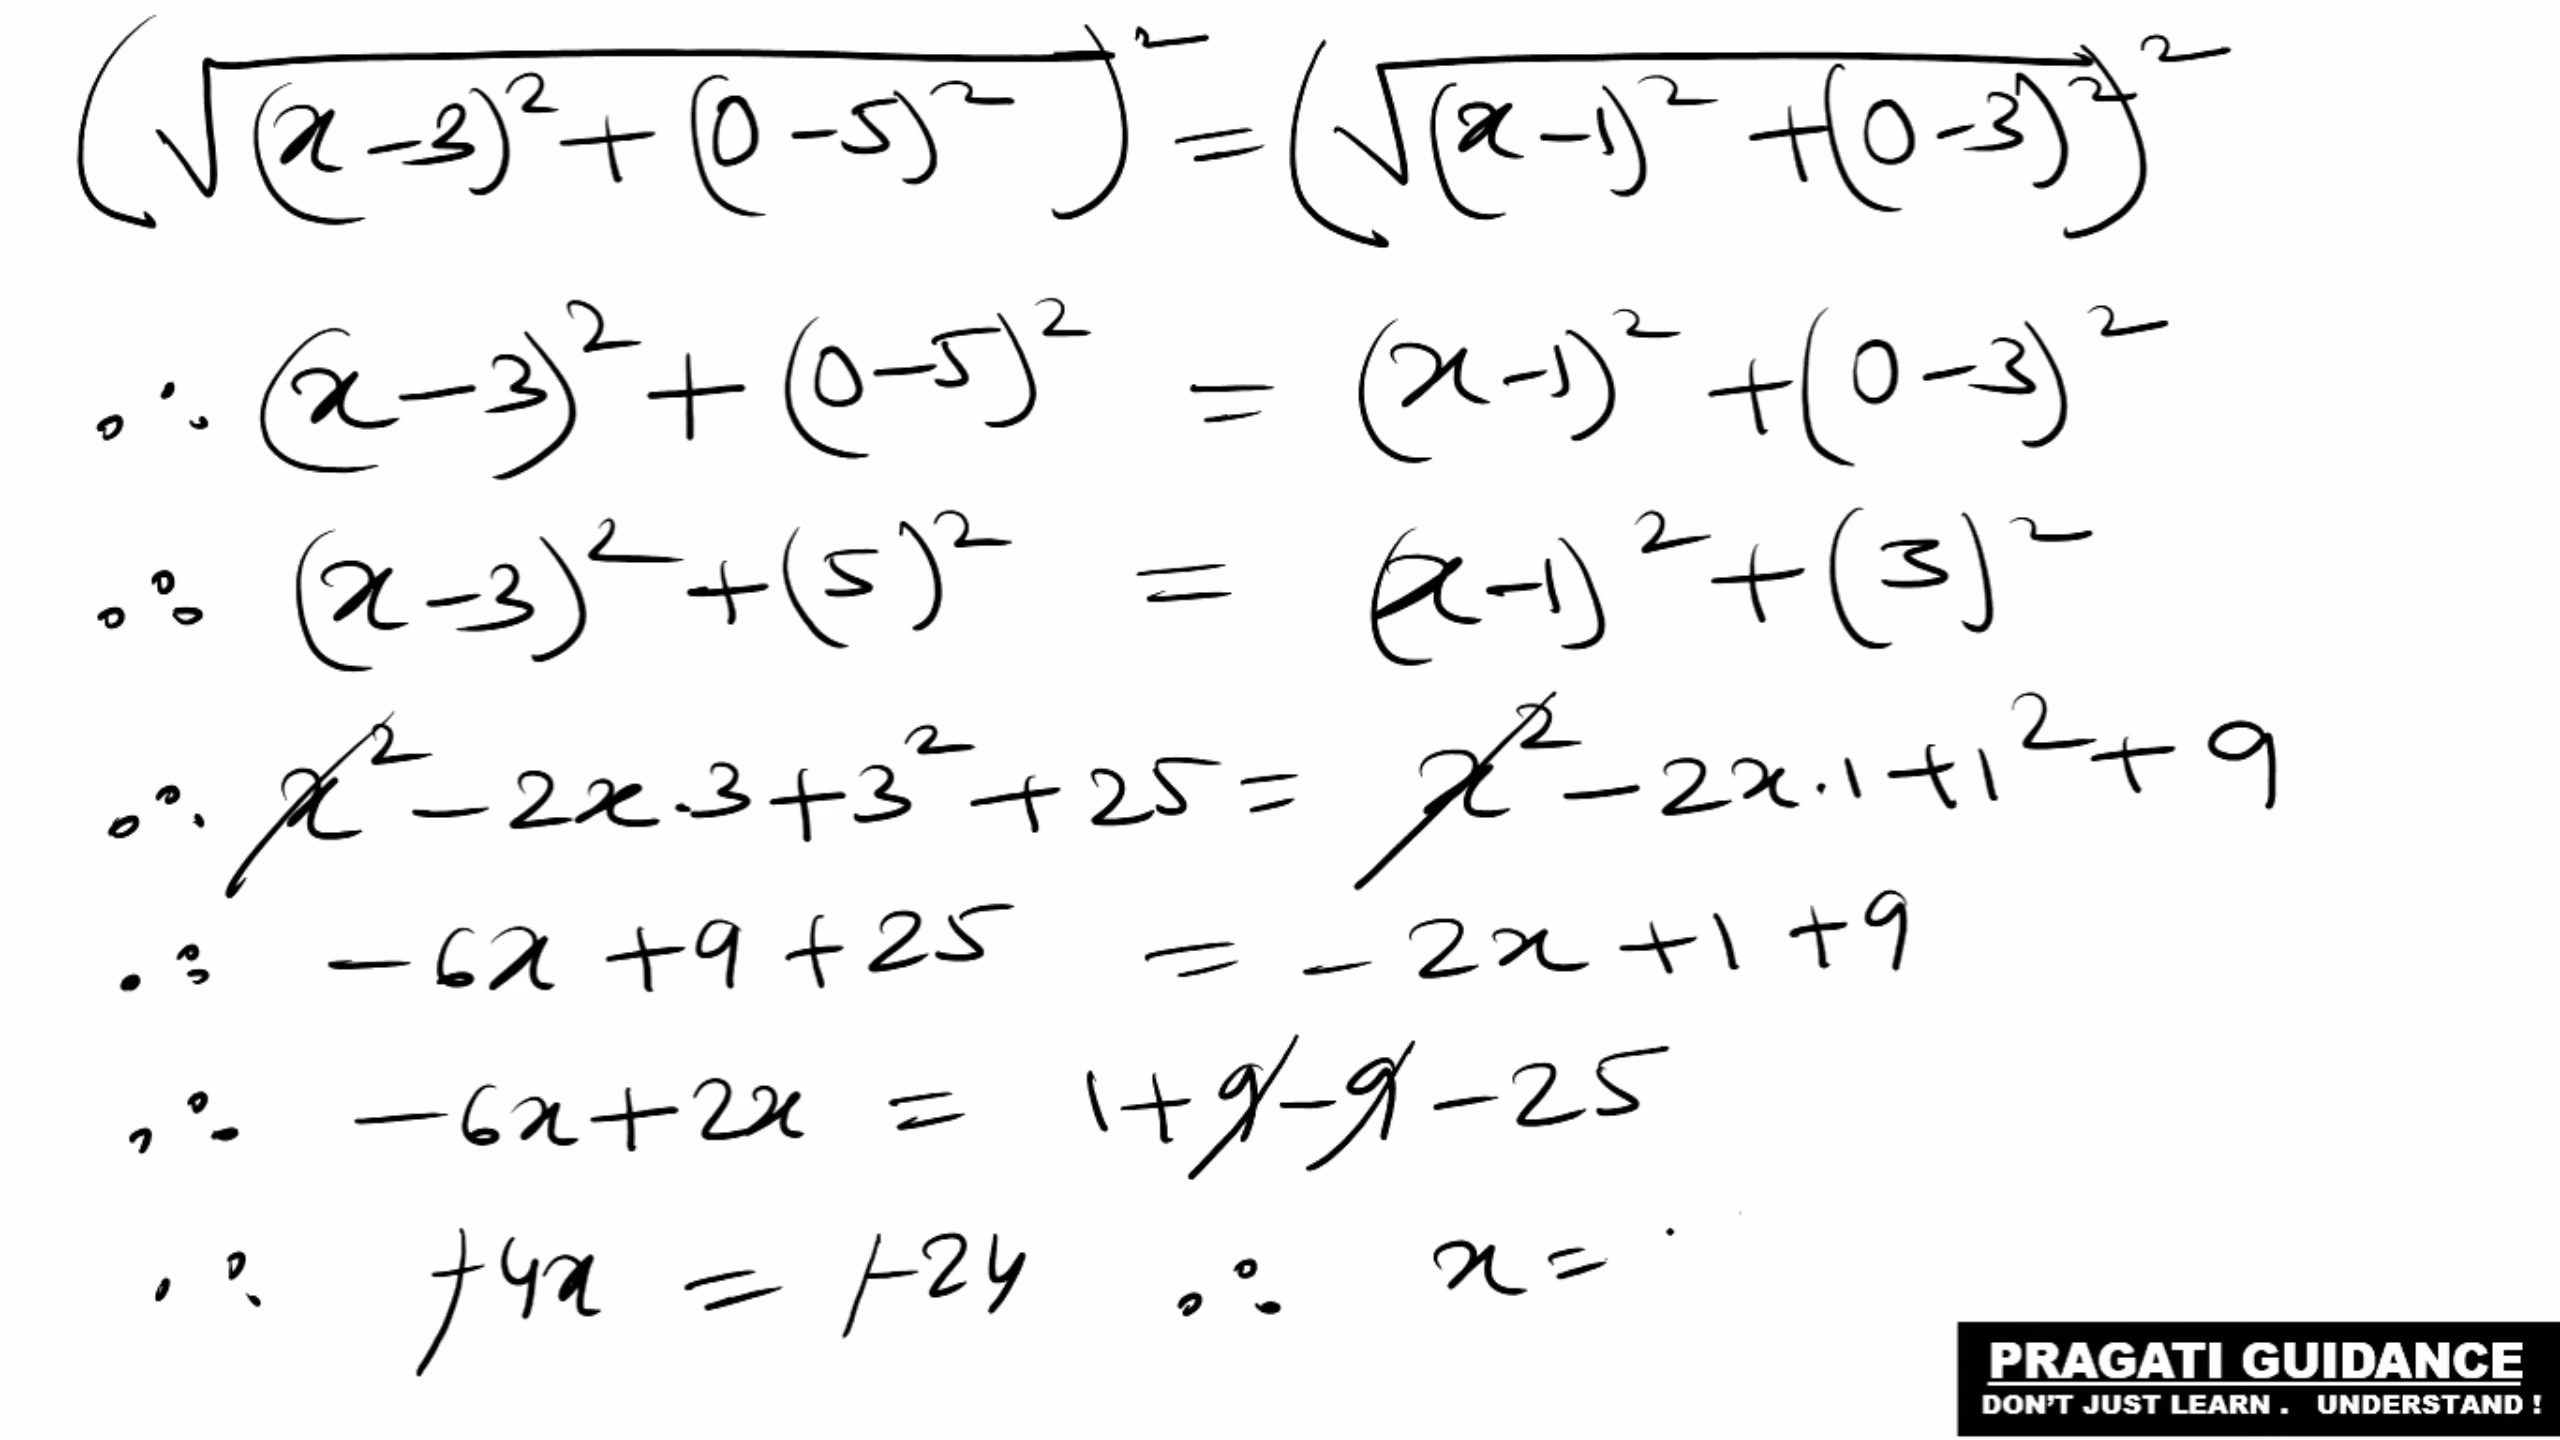 (√((x-3)² + (0-5)²))² = (√((x-1)² + (0-3)²))²
∴ (x-3)² + (0-5)² = (x-1)² + (0-3)²
∴ (x-3)² + (5)² = (x-1)² + (3)²
∴ x² - 2x.3 + 3² + 25 = x² - 2x.1 + 1² + 9
∴ - 6x + 9 + 25 = - 2x + 1 + 9
∴ - 6x + 2x = 1 + 9 - 9 - 25
∴ -4x = -24 ∴ x =
PRAGATI GUIDANCE
DON'T JUST LEARN . UNDERSTAND !